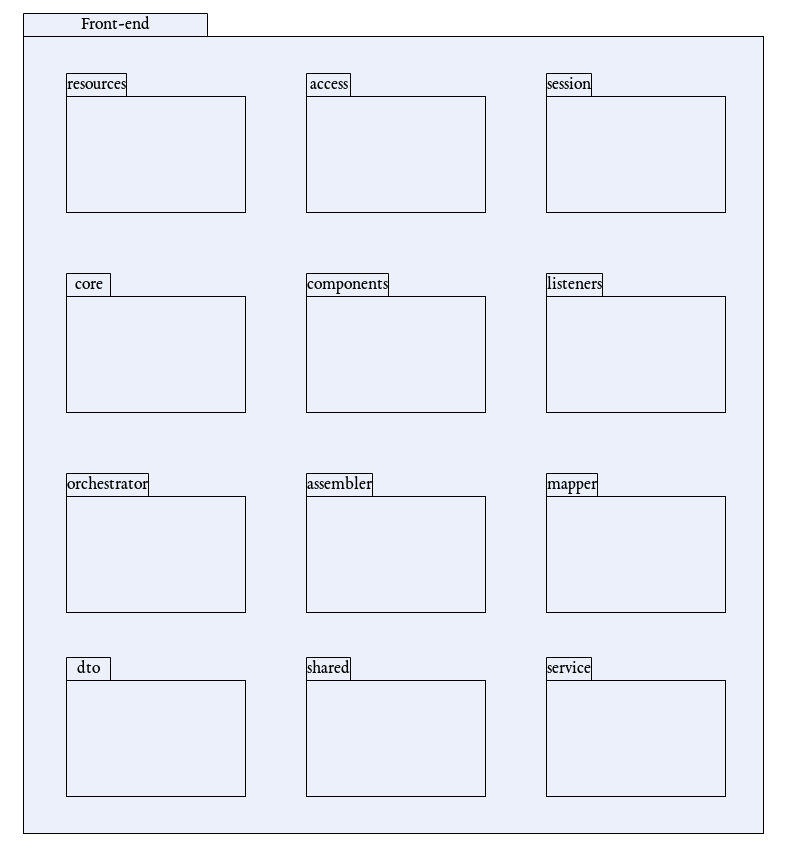 Front-end
resources
access
session
core
components
listeners
orchestrator
assembler
mapper
dto
shared
service